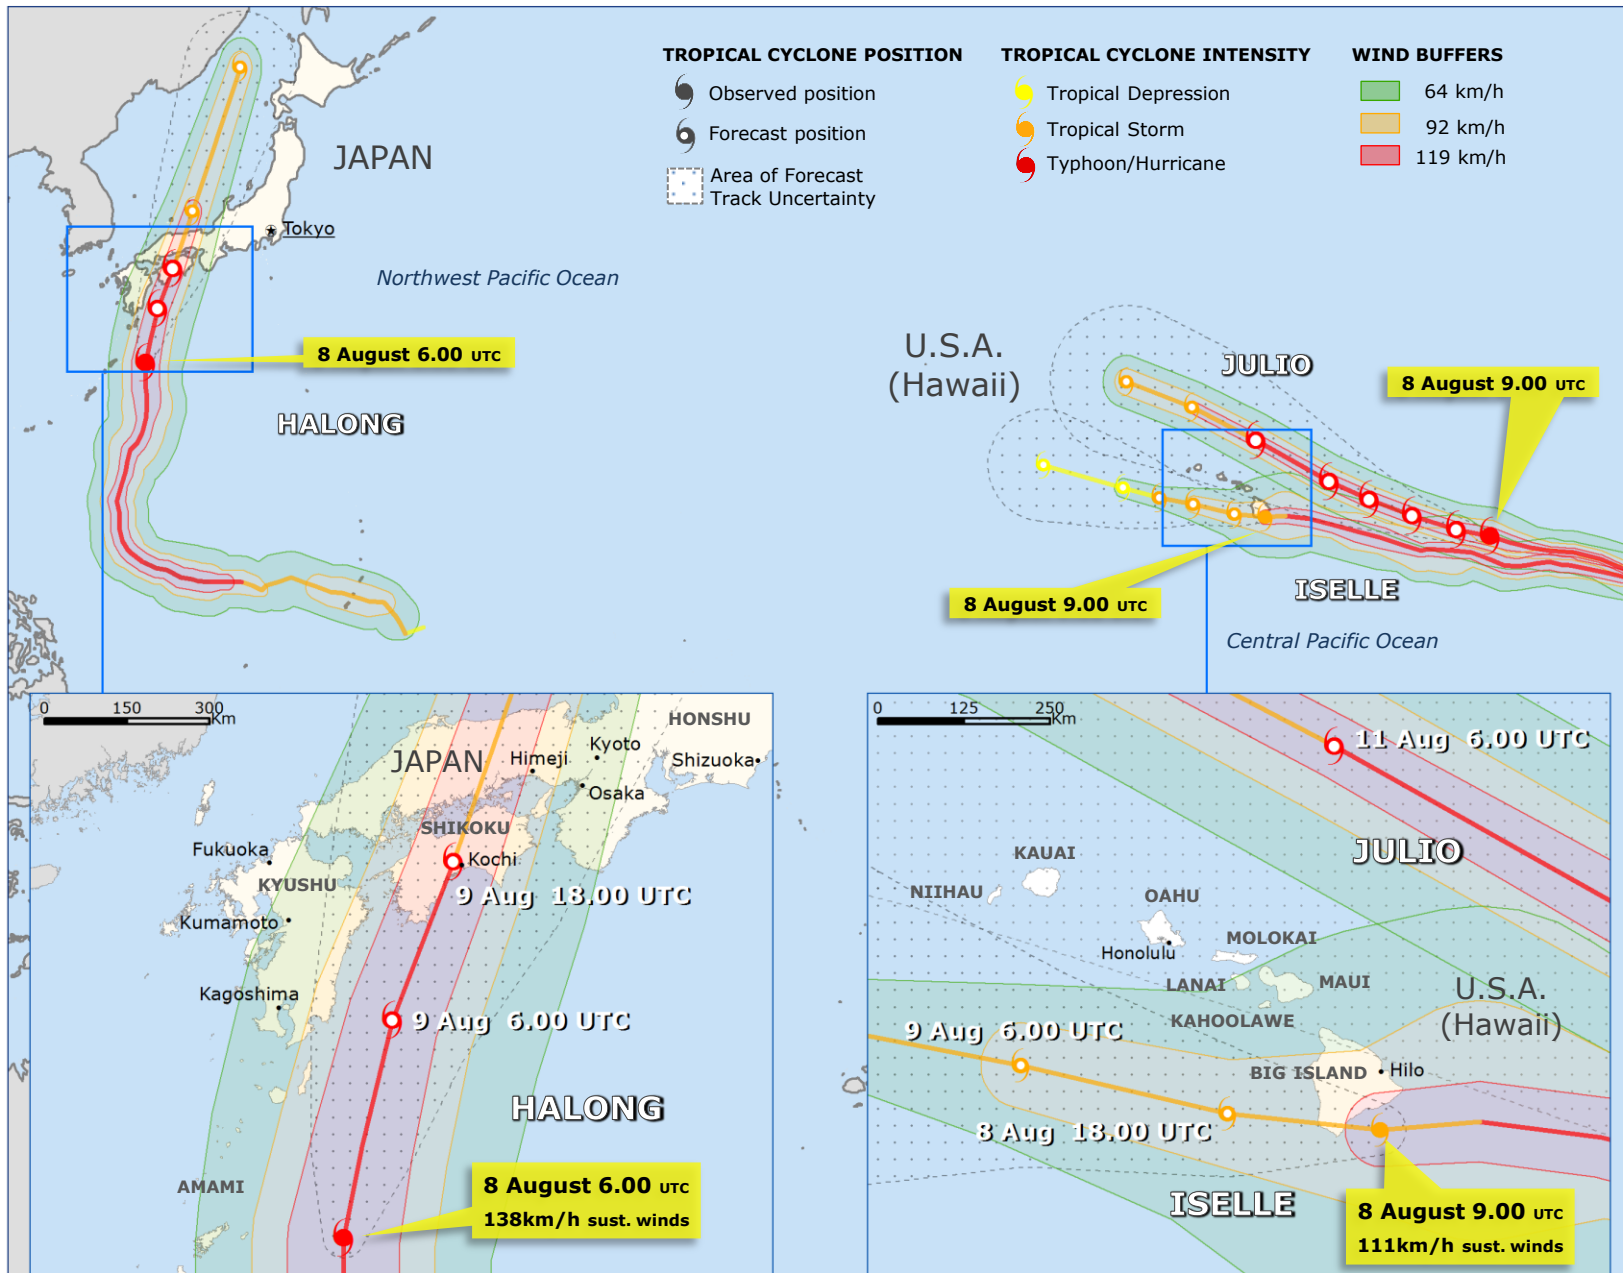 TROPICAL CYCLONE POSITION
Observed position
Forecast position
Area of Forecast
Track Uncertainty
TROPICAL CYCLONE INTENSITY
Tropical Depression
Tropical Storm
Typhoon/Hurricane
WIND BUFFERS
64 km/h
92 km/h
119 km/h
JAPAN
Tokyo
Northwest Pacific Ocean
8 August 6.00 UTC
HALONG
U.S.A.
(Hawaii)
JULIO
8 August 9.00 UTC
8 August 9.00 UTC
ISELLE
Central Pacific Ocean
0 150 300 Km
HONSHU
JAPAN
Kyoto
Himeji
Shizuoka
Osaka
SHIKOKU
Fukuoka
Kochi
KYUSHU
9 Aug 18.00 UTC
Kumamoto
Kagoshima
9 Aug 6.00 UTC
HALONG
AMAMI
8 August 6.00 UTC
138km/h sust. winds
0 125 250 Km
11 Aug 6.00 UTC
JULIO
KAUAI
NIIHAU
OAHU
Honolulu
MOLOKAI
LANAI
MAUI
U.S.A.
(Hawaii)
KAHOOLAWE
9 Aug 6.00 UTC
BIG ISLAND
Hilo
8 Aug 18.00 UTC
ISELLE
8 August 9.00 UTC
111km/h sust. winds